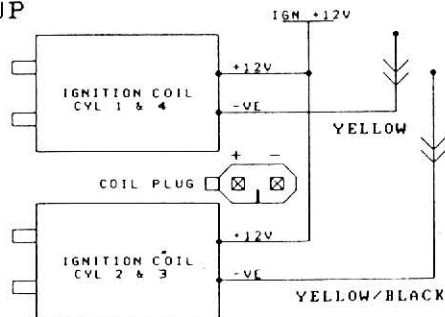 UP
IGN +12V
+12V
IGNITION COIL
CYL 1 & 4
-VE
YELLOW
+ -
COIL PLUG
+12V
IGNITION COIL
CYL 2 & 3
-VE
YELLOW/BLACK